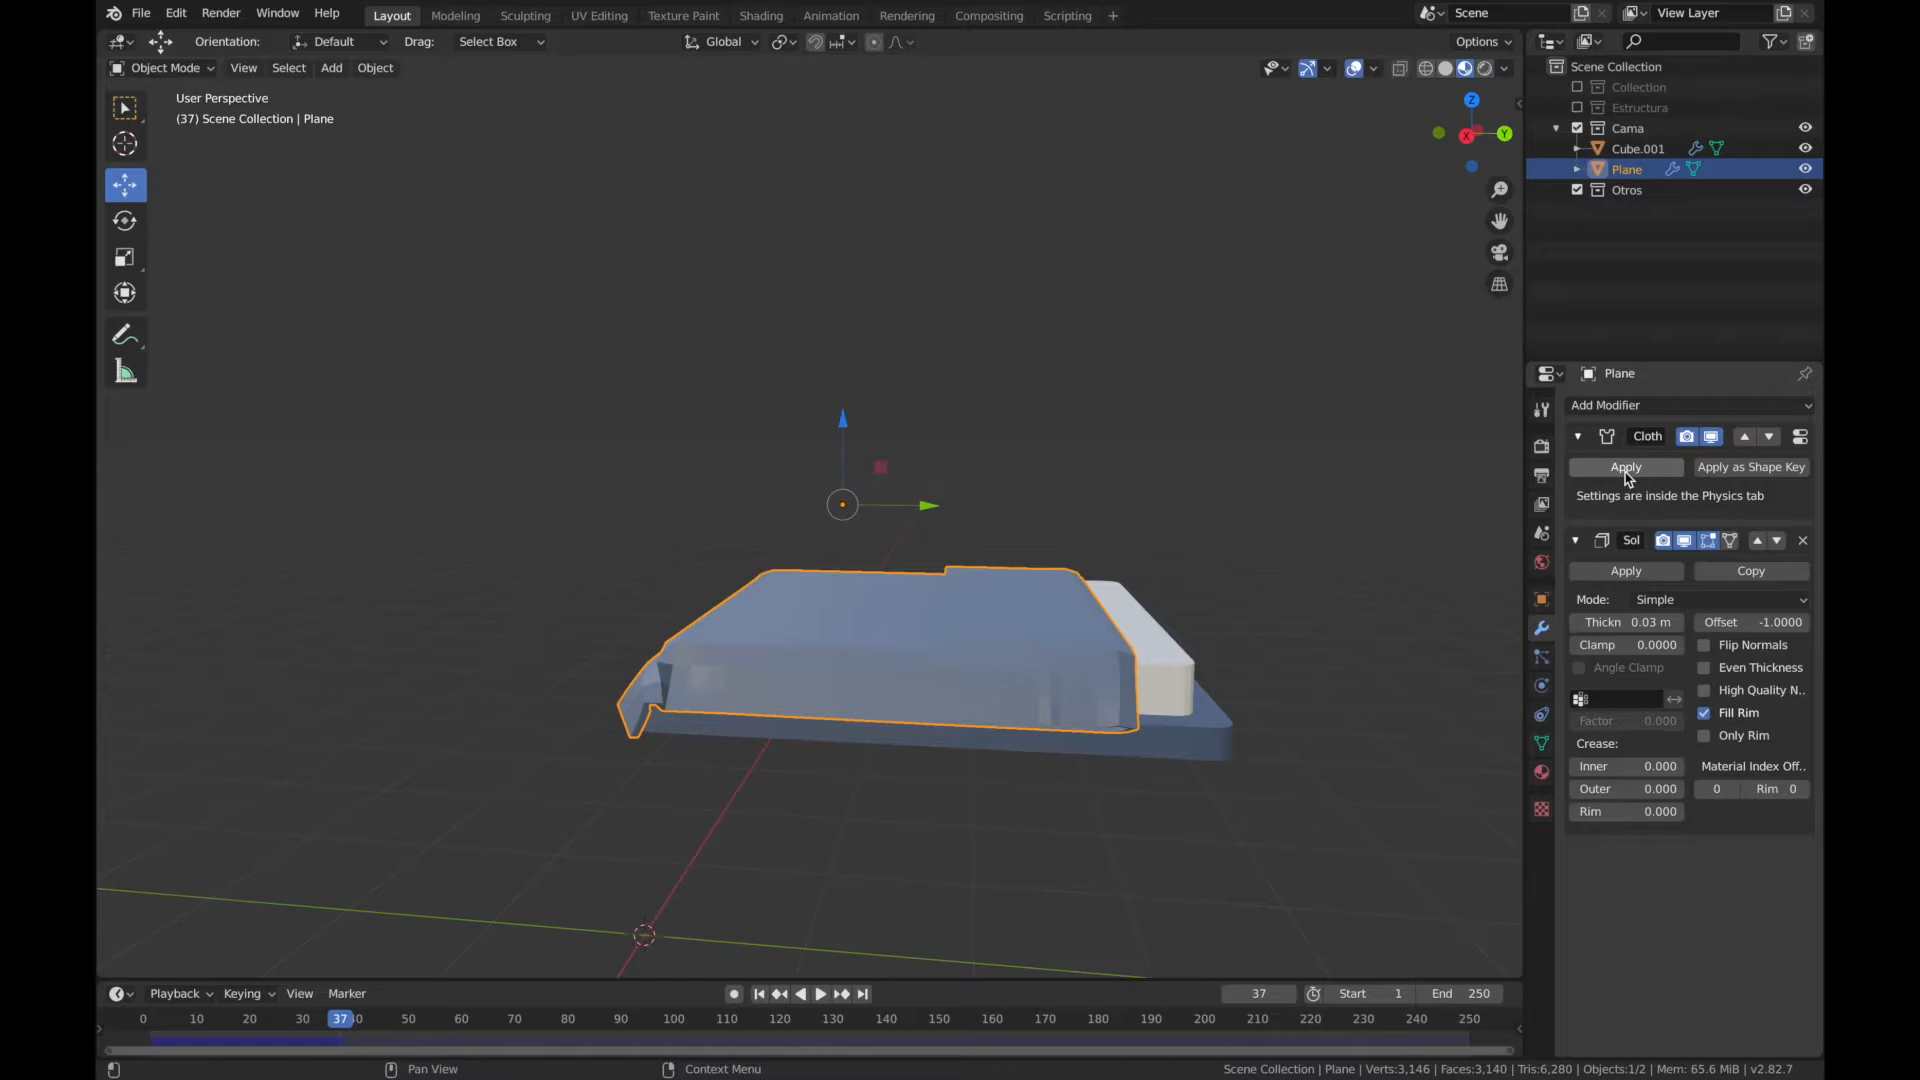 File Edit Render Window Help Layout Modeling Sculpting UV Editing Texture Paint Shading Animation Rendering Compositing Scripting + Scene View Layer
Orientation: Default Drag: Select Box Global Options
Object Mode View Select Add Object
User Perspective
(37) Scene Collection | Plane
Z
X
Y
Scene Collection
Collection
Estructura
Cama
Cube.001
Plane
Otros
Plane
Add Modifier
Cloth
Apply Apply as Shape Key
Settings are inside the Physics tab
Sol
Apply Copy
Mode: Simple
Thickn 0.03 m Offset -1.0000
Clamp 0.0000 Flip Normals
Angle Clamp Even Thickness
High Quality N..
Factor 0.000 Fill Rim
Crease: Only Rim
Inner 0.000 Material Index Off..
Outer 0.000 0 Rim 0
Rim 0.000
Playback Keying View Marker 37 Start 1 End 250
0 10 20 30 37 40 50 60 70 80 90 100 110 120 130 140 150 160 170 180 190 200 210 220 230 240 250
Pan View Context Menu Scene Collection | Plane | Verts:3,146 | Faces:3,140 | Tris:6,280 | Objects:1/2 | Mem: 65.6 MiB | v2.82.7